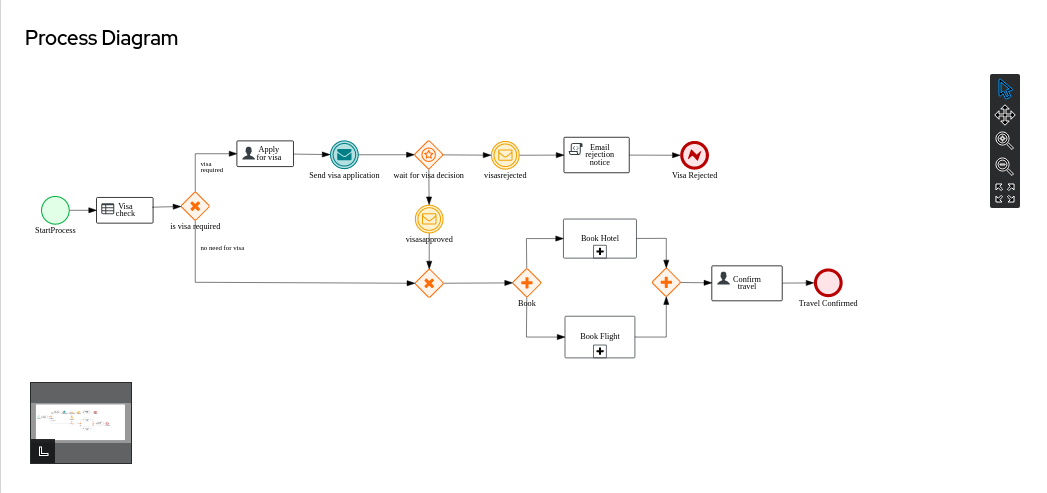 Process Diagram
Apply
for visa
visa
required
Send visa application
wait for visa decision
visasrejected
Email
rejection
notice
Visa Rejected
StartProcess
Visa
check
is visa required
visasapproved
no need for visa
Book Hotel
Book
Confirm
travel
Travel Confirmed
Book Flight